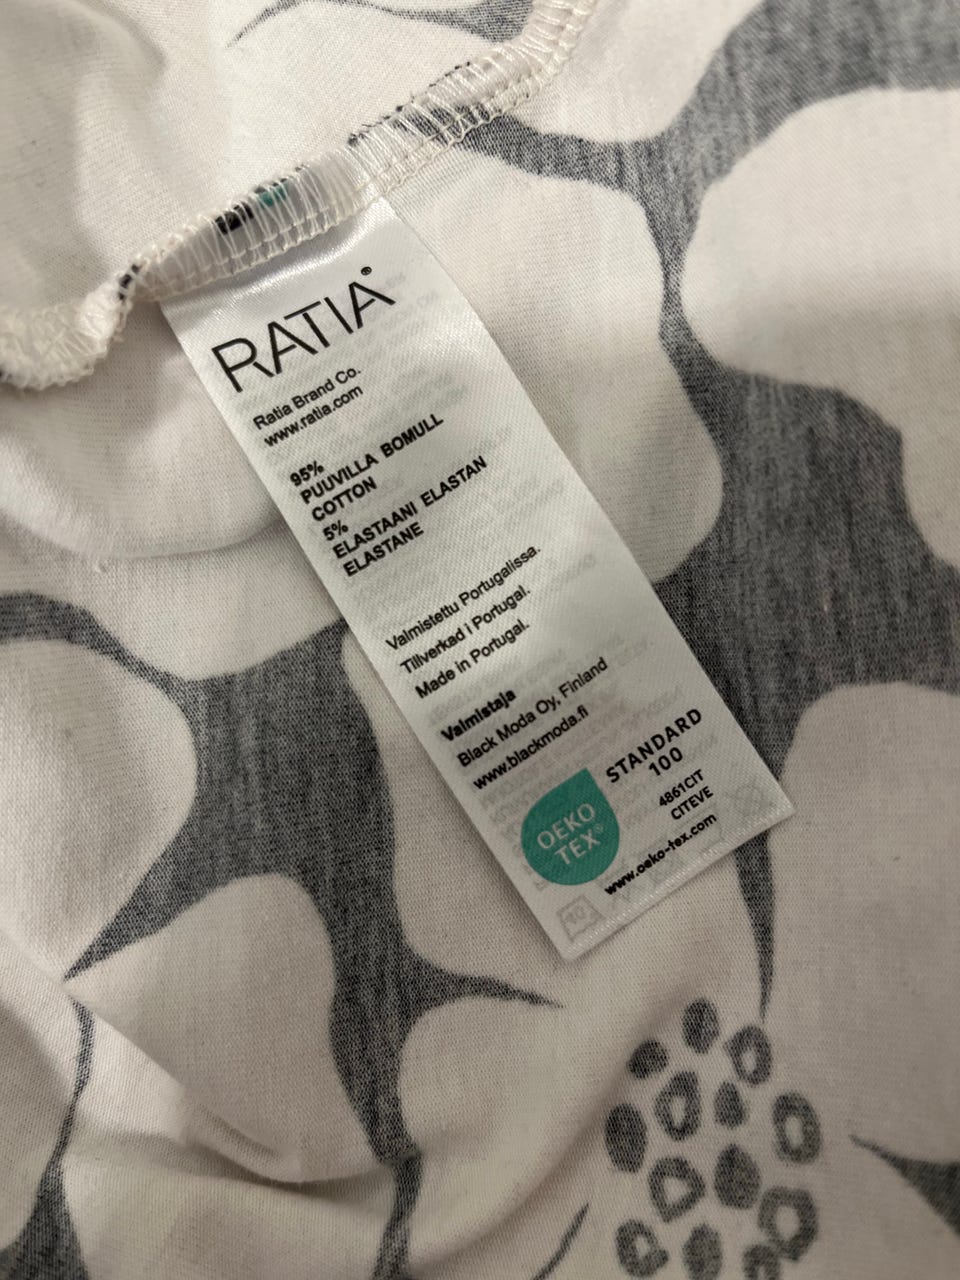 RATIA®
Ratia Brand Co.
www.ratia.com
95%
PUUVILLA BOMULL
COTTON
5%
ELASTAANI ELASTAN
ELASTANE
Valmistettu Portugalissa.
Tillverkad i Portugal.
Made in Portugal.
Valmistaja
Black Moda Oy, Finland
www.blackmoda.fi
OEKO
TEX®
STANDARD
100
4861CIT
CITEVE
www.oeko-tex.com